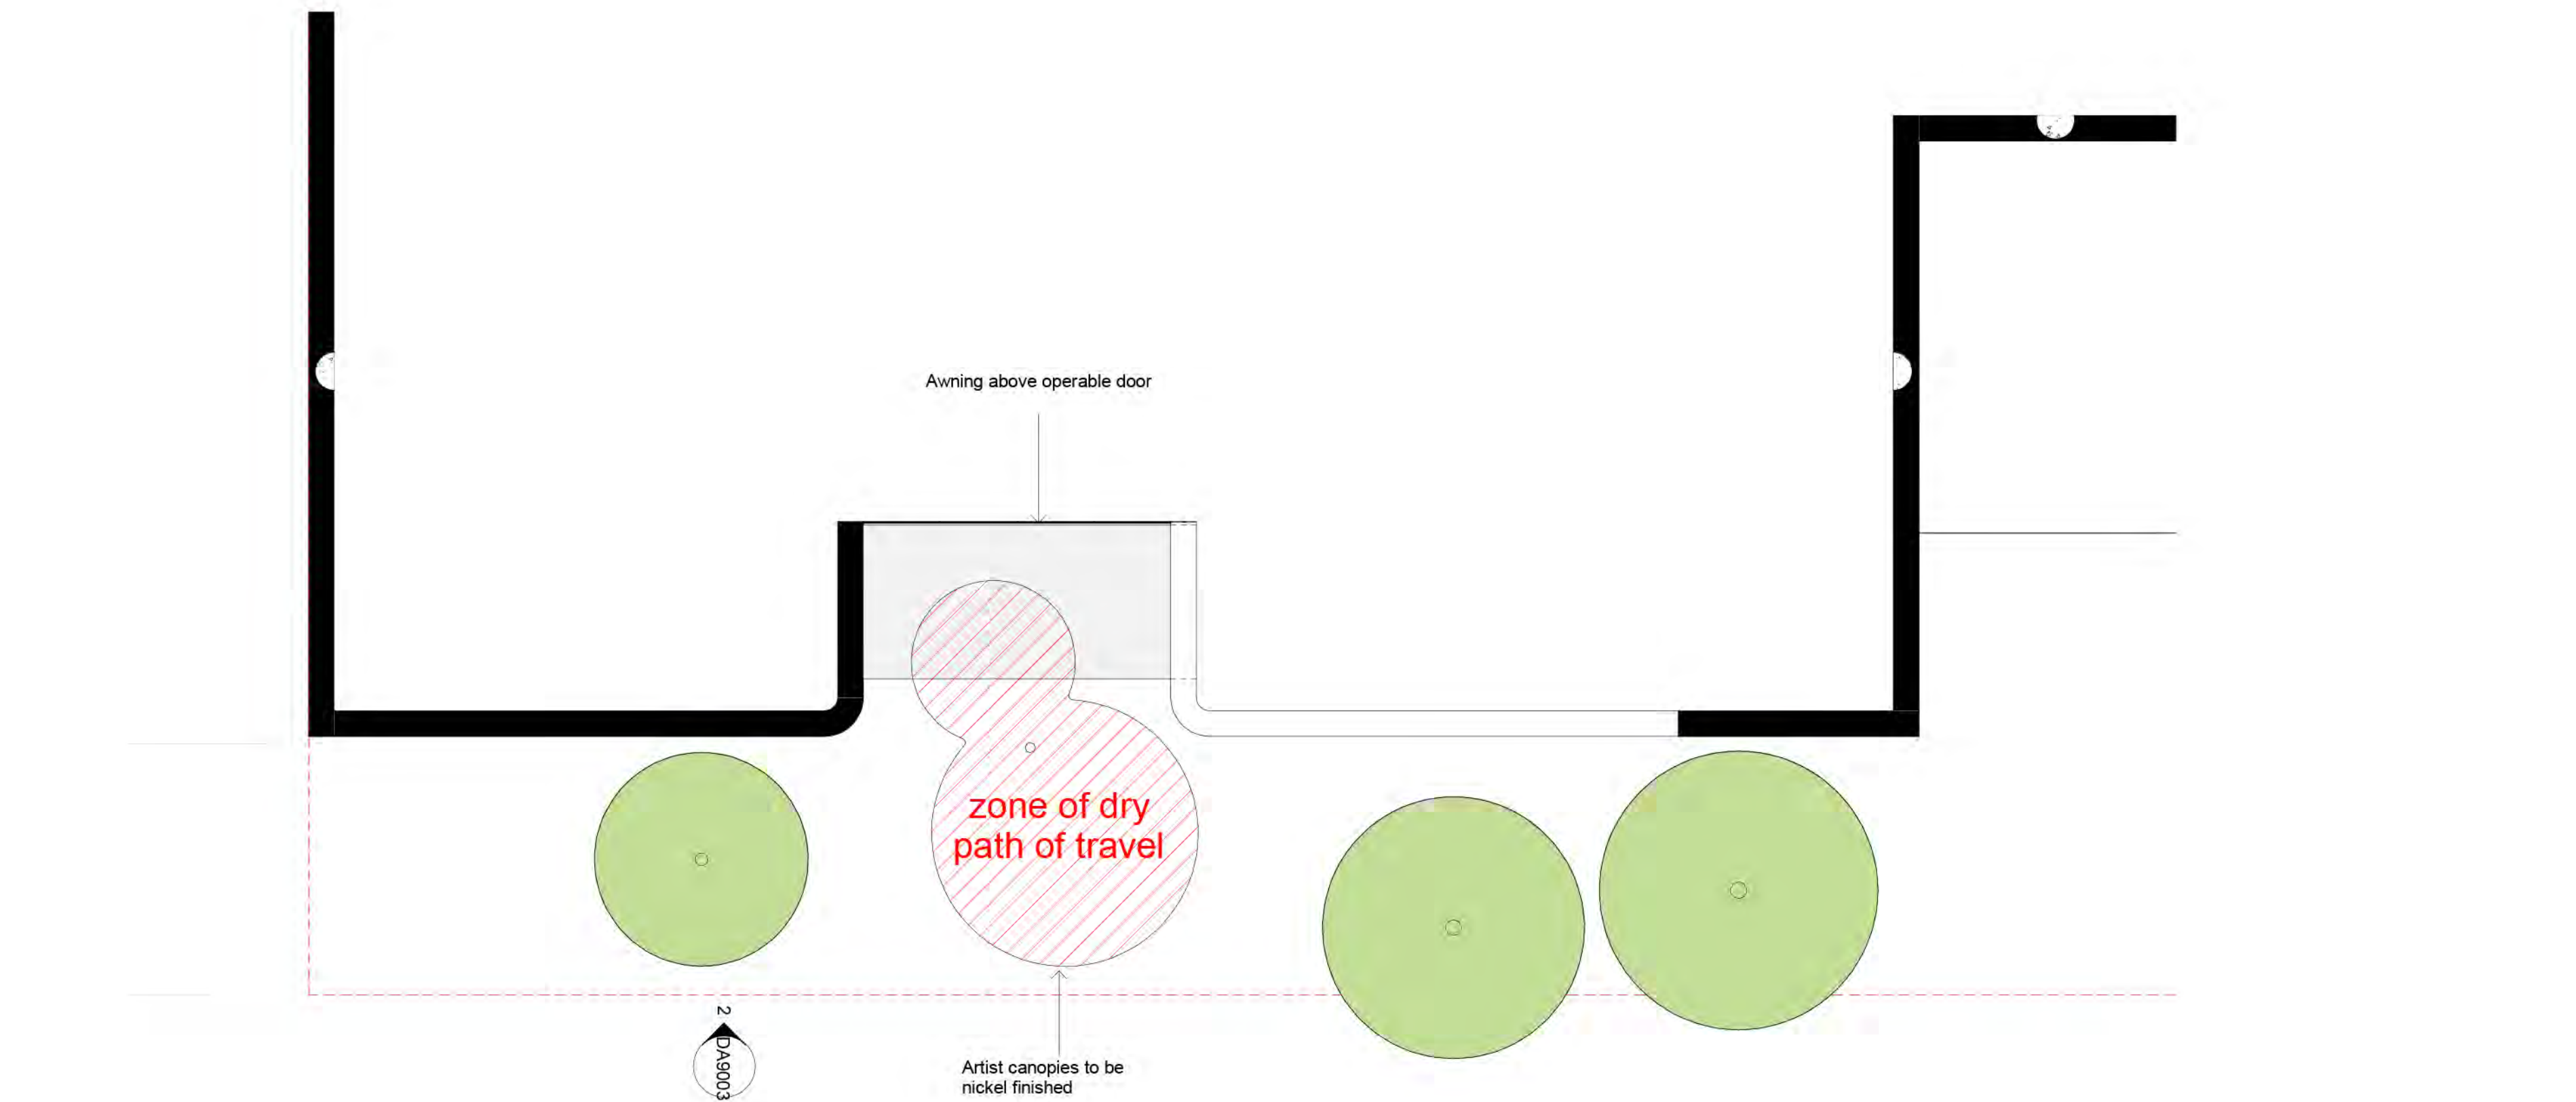 Awning above operable door
zone of dry
path of travel
2
DA9003
Artist canopies to be
nickel finished